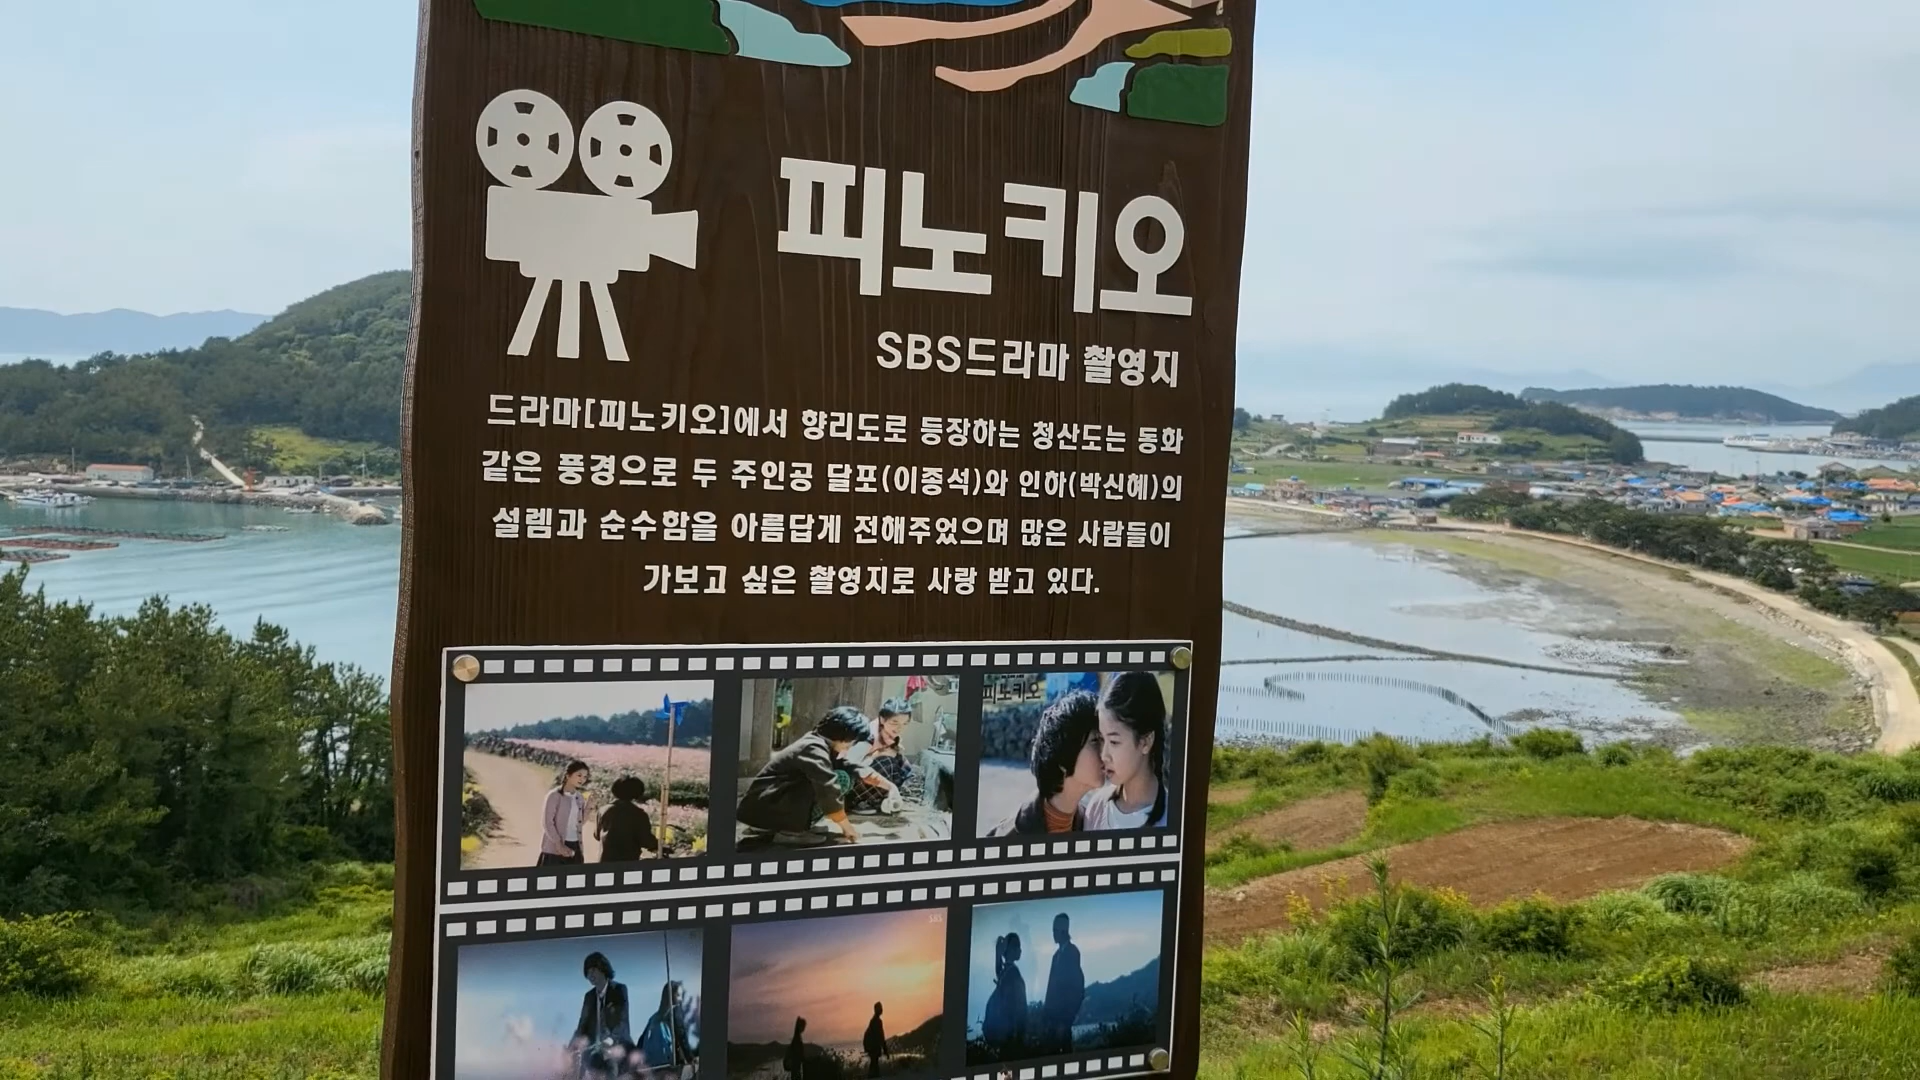 피노키오
SBS드라마 촬영지
드라마[피노키오]에서 향리도로 등장하는 청산도는 동화
같은 풍경으로 두 주인공 달포(이종석)와 인하(박신혜)의
설렘과 순수함을 아름답게 전해주었으며 많은 사람들이
가보고 싶은 촬영지로 사랑 받고 있다.
피노키오
SBS